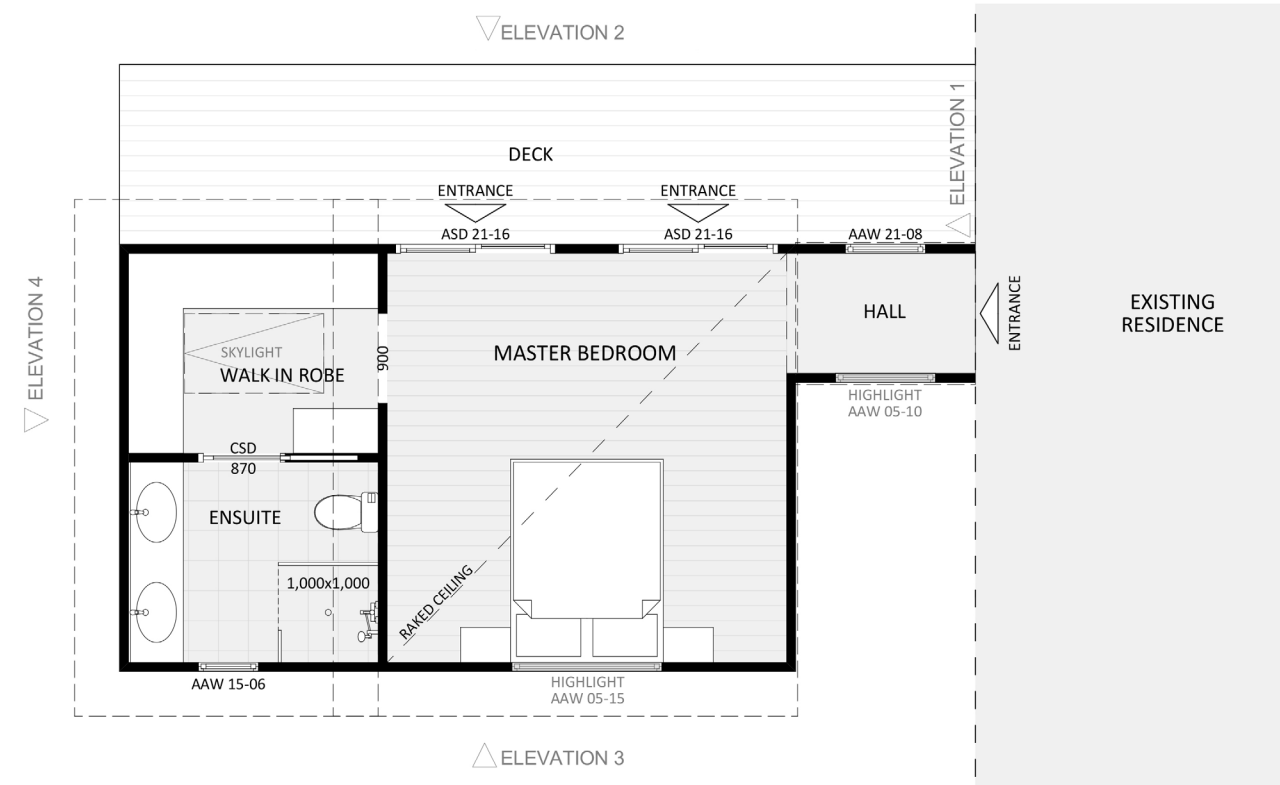 ELEVATION 2
ELEVATION 1
DECK
ENTRANCE
ENTRANCE
ASD 21-16
ASD 21-16
AAW 21-08
ELEVATION 4
ENTRANCE
HALL
EXISTING
RESIDENCE
SKYLIGHT
WALK IN ROBE
900
MASTER BEDROOM
HIGHLIGHT
AAW 05-10
CSD
870
ENSUITE
1,000x1,000
RAKED CEILING
AAW 15-06
HIGHLIGHT
AAW 05-15
ELEVATION 3